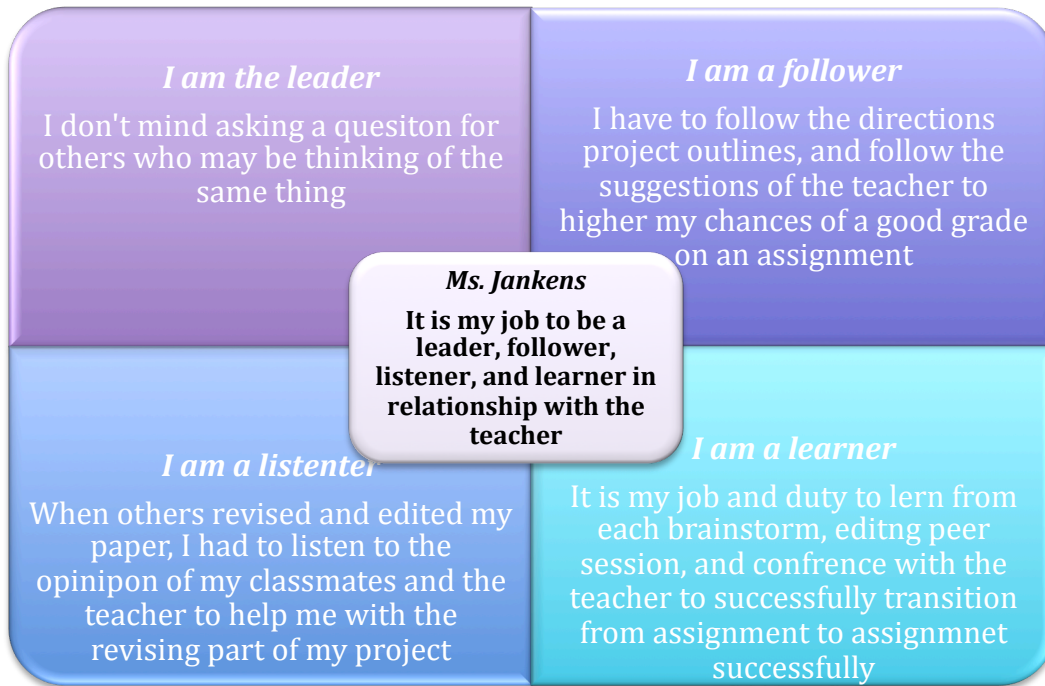 I am the leader
I don't mind asking a quesiton for
others who may be thinking of the
same thing
I am a follower
I have to follow the directions
project outlines, and follow the
suggestions of the teacher to
higher my chances of a good grade
on an assignment
Ms. Jankens
It is my job to be a
leader, follower,
listener, and learner in
relationship with the
teacher
I am a listenter
When others revised and edited my
paper, I had to listen to the
opinipon of my classmates and the
teacher to help me with the
revising part of my project
I am a learner
It is my job and duty to lern from
each brainstorm, editng peer
session, and confrence with the
teacher to successfully transition
from assignment to assignmnet
successfully